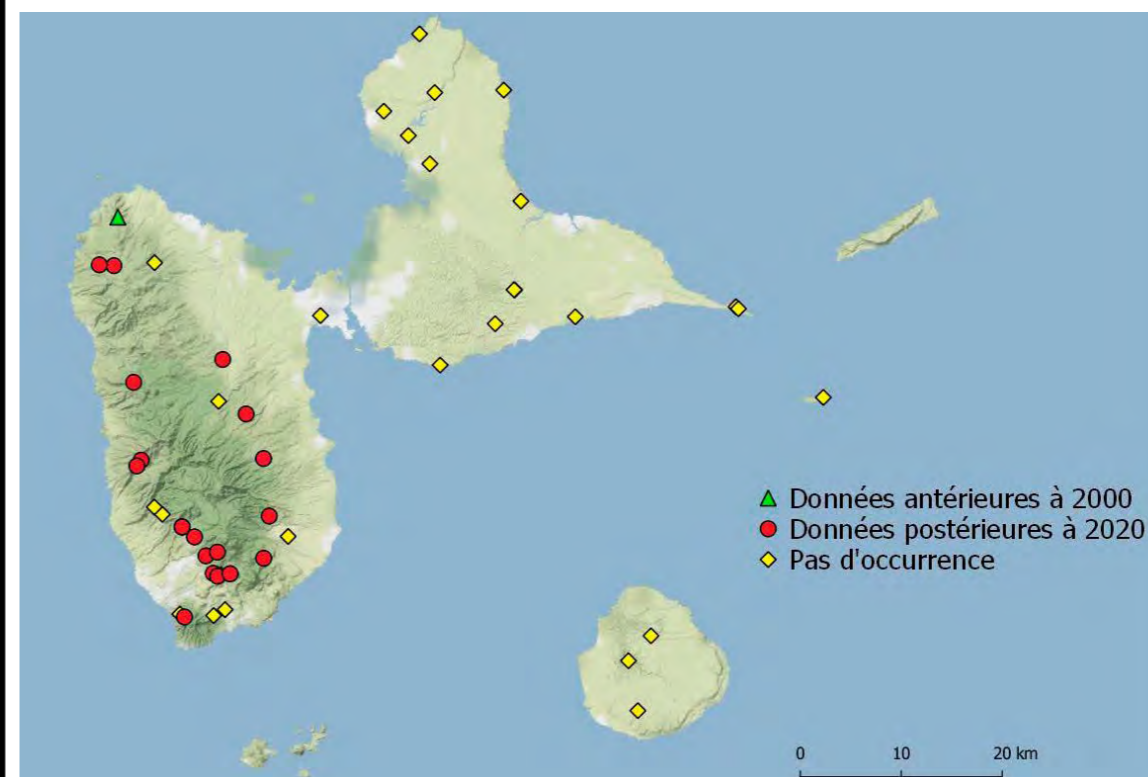 Données antérieures à 2000
Données postérieures à 2020
Pas d'occurrence
0 10 20 km